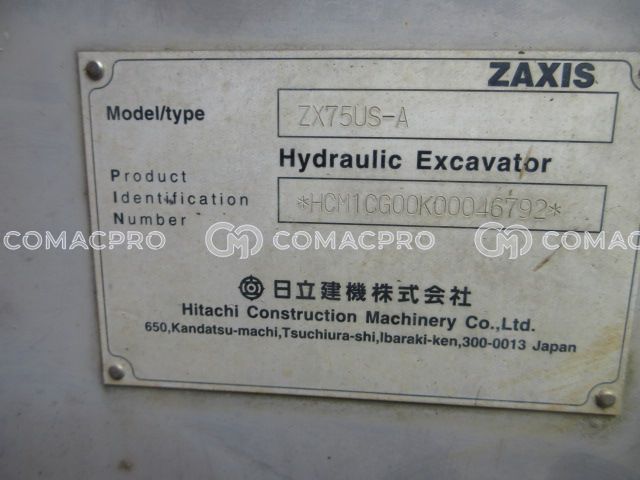 ZAXIS
Model/type ZX75US-A
Hydraulic Excavator
Product
Identification *HCM1CG00K00046792*
Number
COMACPRO COMACPRO COMACPRO
日立建機株式会社
Hitachi Construction Machinery Co.,Ltd.
650,Kandatsu-machi,Tsuchiura-shi,Ibaraki-ken,300-0013 Japan